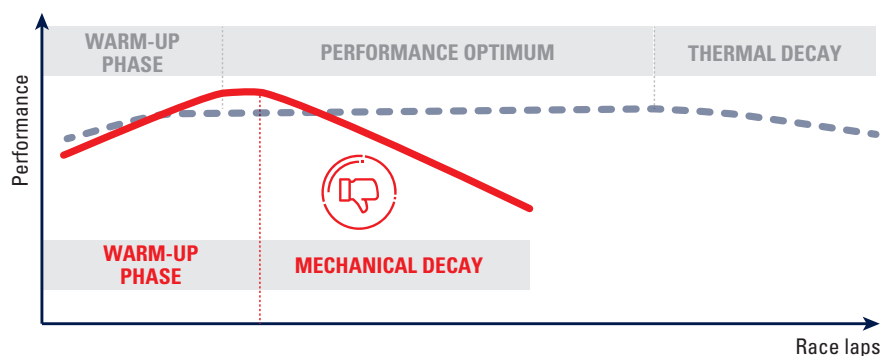 WARM-UP
PHASE
PERFORMANCE OPTIMUM
THERMAL DECAY
Performance
WARM-UP
PHASE
MECHANICAL DECAY
Race laps